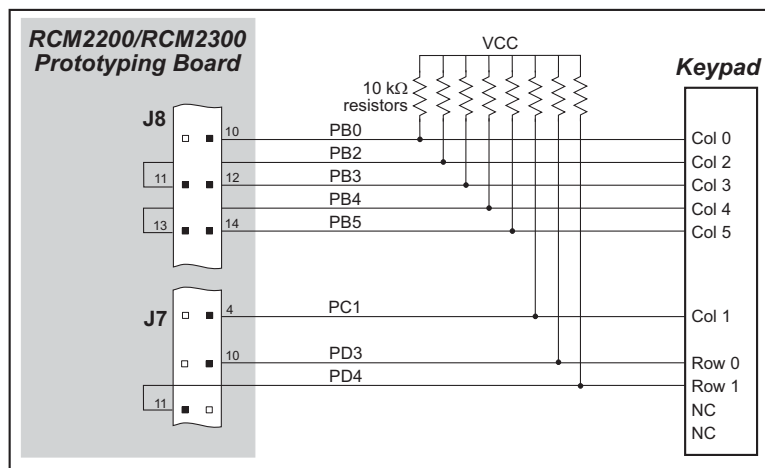 RCM2200/RCM2300
Prototyping Board
VCC
Keypad
10 kΩ
resistors
J8
10
PB0
Col 0
PB2
Col 2
11
12
PB3
Col 3
PB4
Col 4
13
14
PB5
Col 5
J7
4
PC1
Col 1
10
PD3
Row 0
PD4
Row 1
11
NC
NC